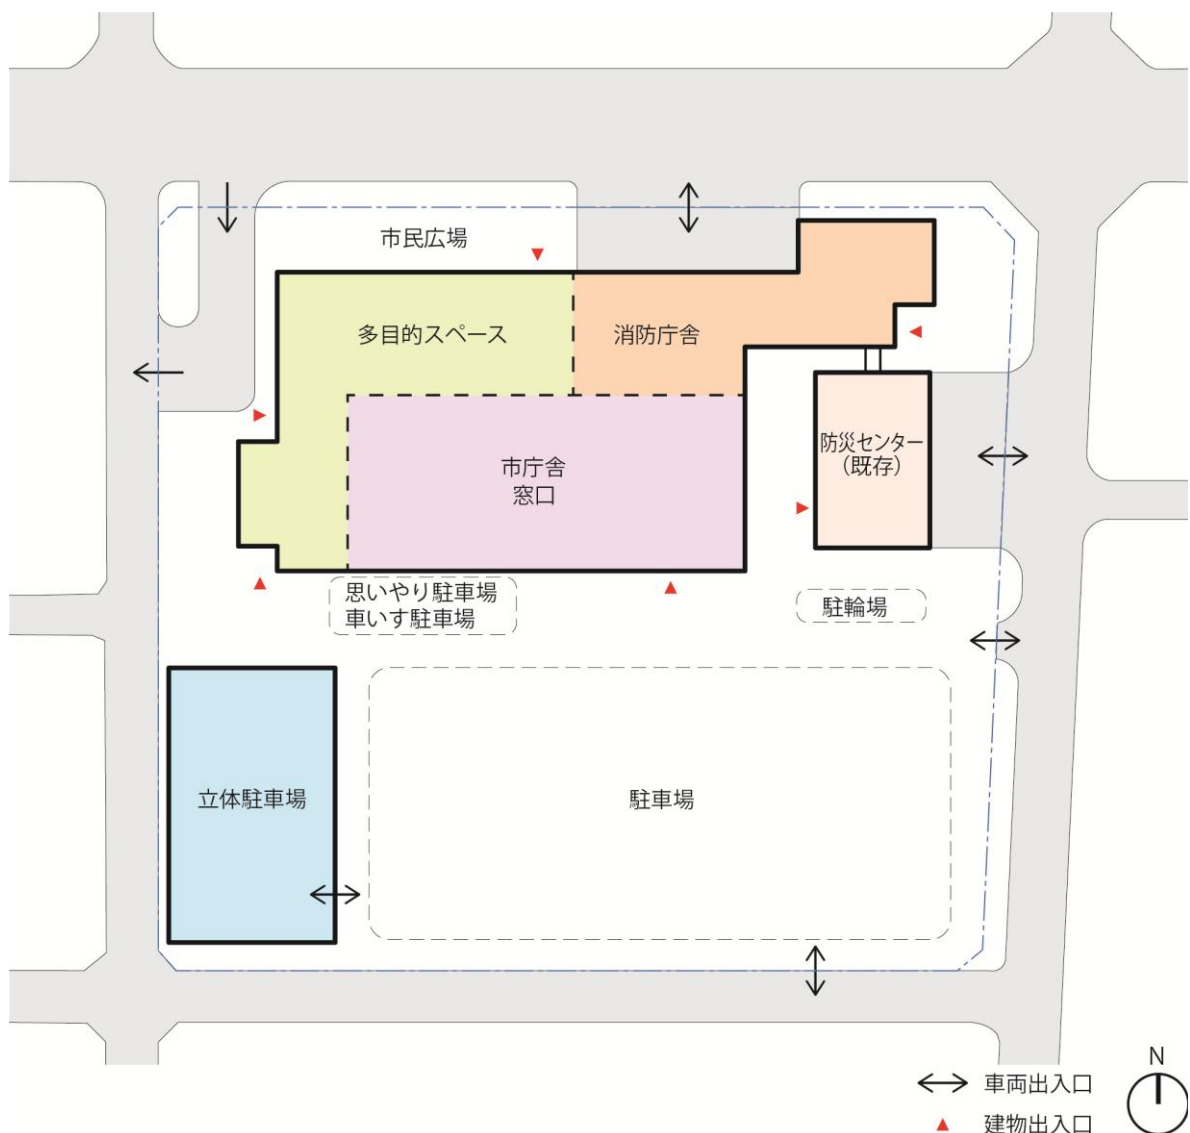 市民広場
多目的スペース
消防庁舎
防災センター
（既存）
市庁舎
窓口
思いやり駐車場
車いす駐車場
駐輪場
立体駐車場
駐車場
N
車両出入口
建物出入口